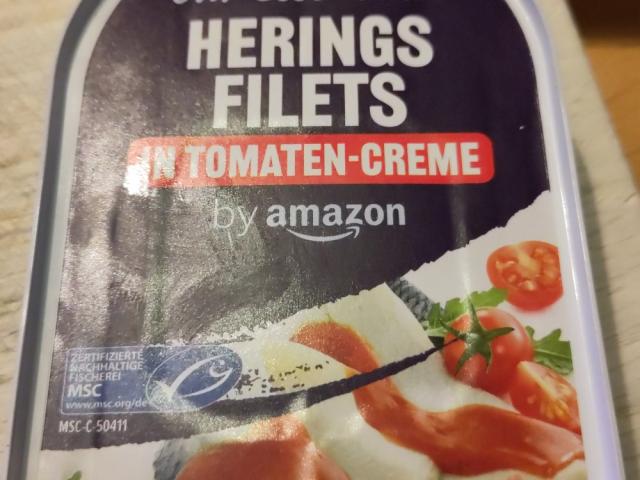 HERINGS
FILETS
IN TOMATEN-CREME
by amazon
ZERTIFIZIERTE
NACHHALTIGE
FISCHEREI
MSC
www.msc.org/de
MSC-C-50411